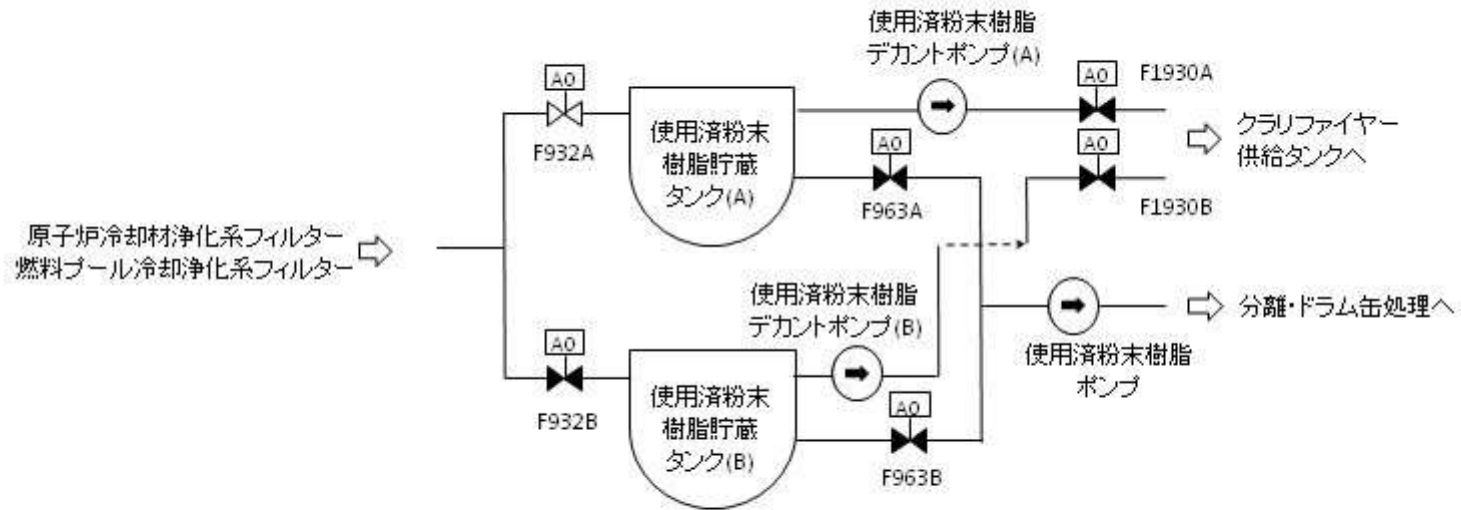 使用済粉末樹脂
デカントポンプ(A)
AO
F1930A
AO
F932A
使用済粉末
樹脂貯蔵
タンク(A)
AO
F963A
AO
F1930B
クラリファイヤー
供給タンクへ
原子炉冷却材浄化系フィルター
燃料プール冷却浄化系フィルター
使用済粉末樹脂
デカントポンプ(B)
分離・ドラム缶処理へ
使用済粉末樹脂
ポンプ
AO
F932B
使用済粉末
樹脂貯蔵
タンク(B)
AO
F963B